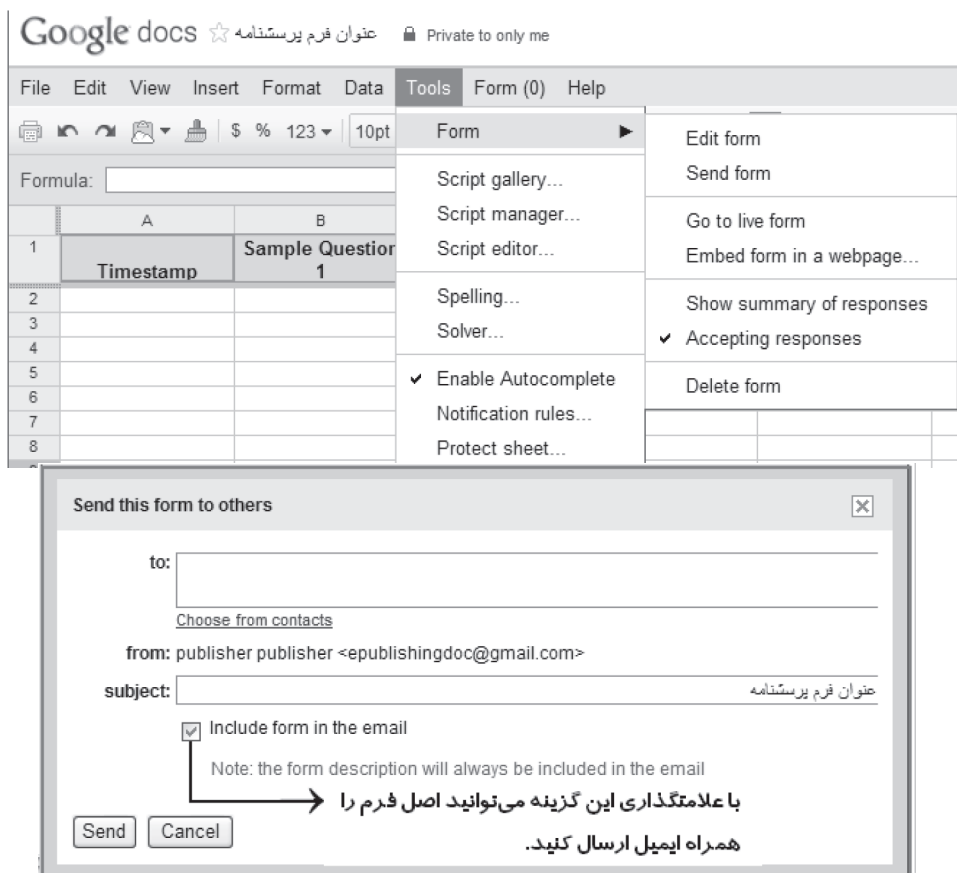 Google docs ☆ عنوان فرم پرسشنامه Private to only me
File Edit View Insert Format Data Tools Form (0) Help
$ % 123 10pt
Formula:
A B
1 Timestamp Sample Question 1
2
3
4
5
6
7
8
Form
Script gallery...
Script manager...
Script editor...
Spelling...
Solver...
✔ Enable Autocomplete
Notification rules...
Protect sheet...
Edit form
Send form
Go to live form
Embed form in a webpage...
Show summary of responses
✔ Accepting responses
Delete form
Send this form to others
to:
Choose from contacts
from: publisher publisher <epublishingdoc@gmail.com>
subject: عنوان فرم پرسشنامه
Include form in the email
Note: the form description will always be included in the email
با علامتگذاری این گزینه می‌توانید اصل فرم را
همراه ایمیل ارسال کنید.
Send Cancel